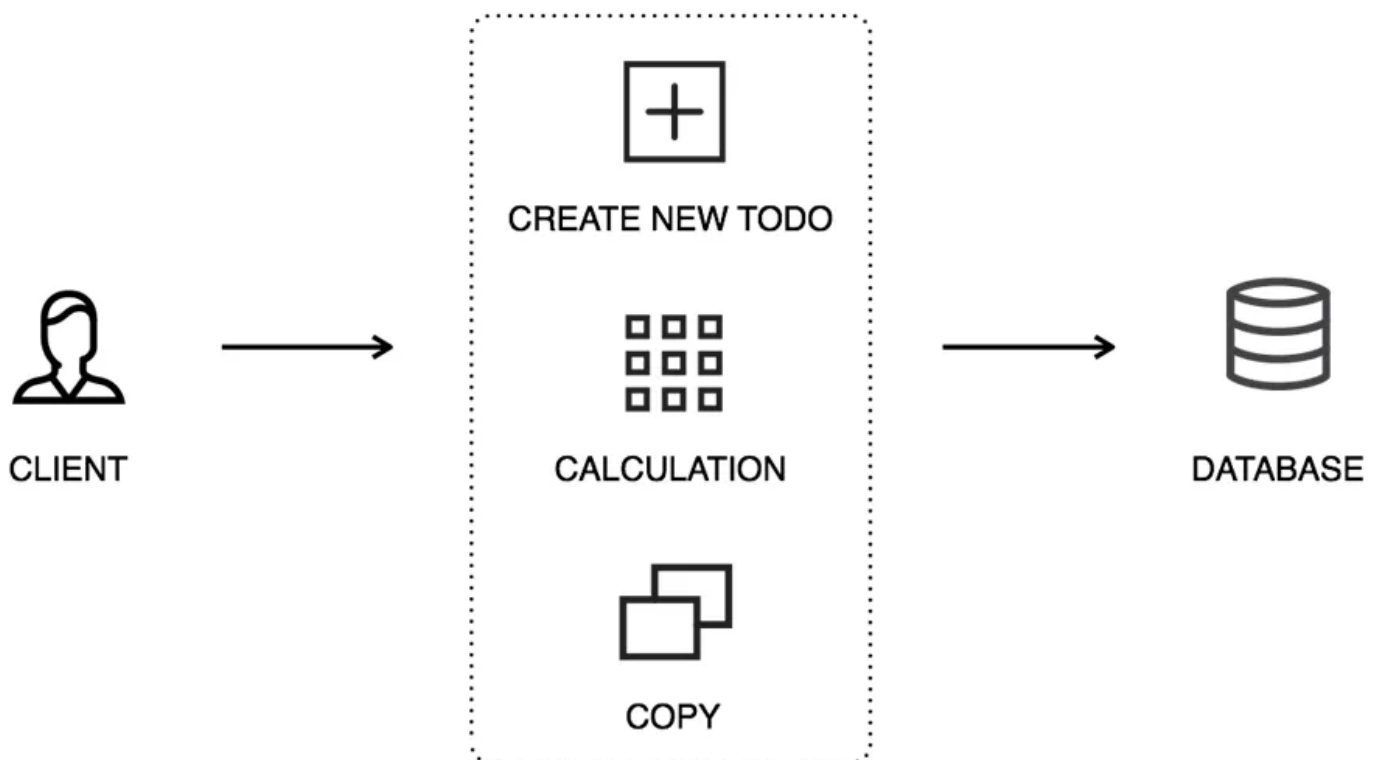 CREATE NEW TODO
CLIENT
CALCULATION
DATABASE
COPY